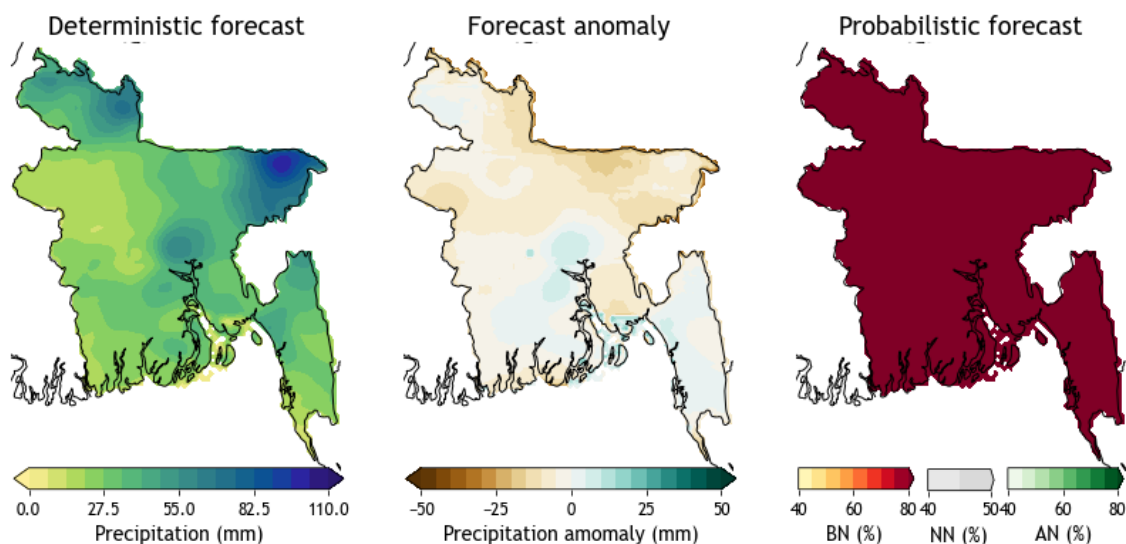 Deterministic forecast
Forecast anomaly
Probabilistic forecast
0.0 27.5 55.0 82.5 110.0
Precipitation (mm)
−50 −25 0 25 50
Precipitation anomaly (mm)
40 60 80
BN (%)
40 50
NN (%)
40 60 80
AN (%)